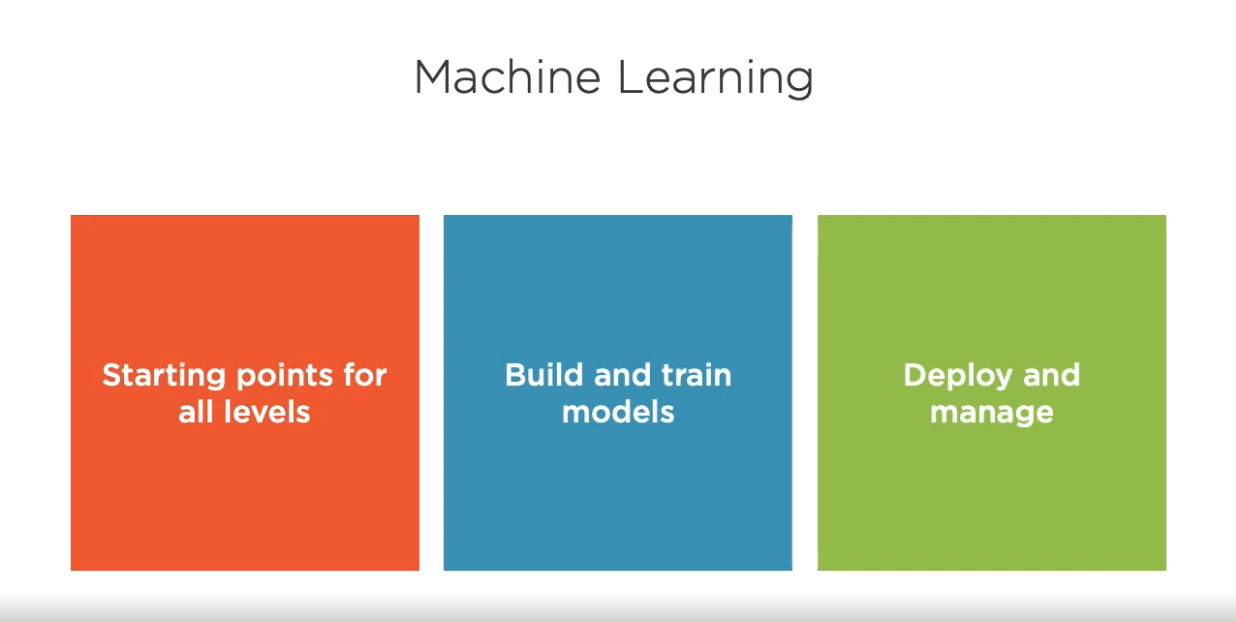 Machine Learning
Starting points for
all levels
Build and train
models
Deploy and
manage